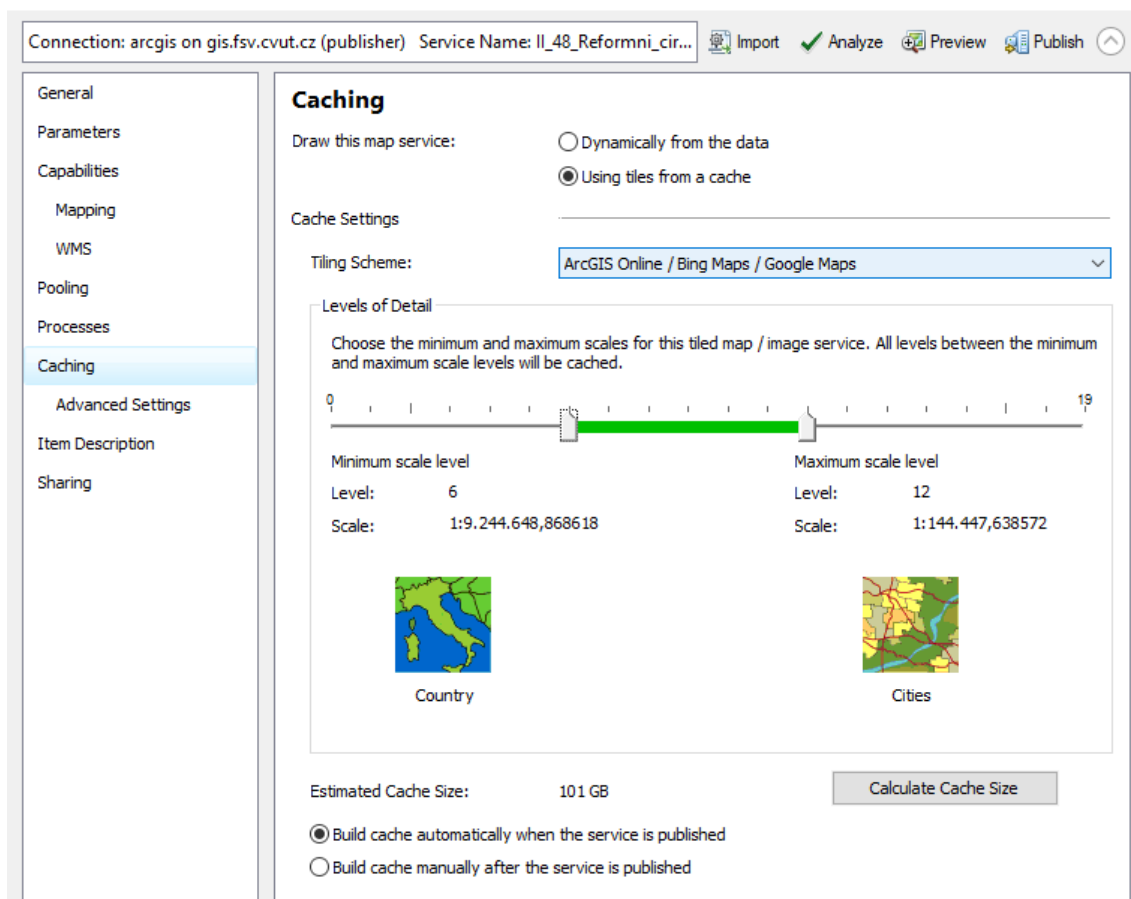 Connection: arcgis on gis.fsv.cvut.cz (publisher) Service Name: II_48_Reformni_cir... Import Analyze Preview Publish
General
Parameters
Capabilities
Mapping
WMS
Pooling
Processes
Caching
Advanced Settings
Item Description
Sharing
Caching
Draw this map service:
Dynamically from the data
Using tiles from a cache
Cache Settings
Tiling Scheme: ArcGIS Online / Bing Maps / Google Maps
Levels of Detail
Choose the minimum and maximum scales for this tiled map / image service. All levels between the minimum
and maximum scale levels will be cached.
0 19
Minimum scale level Maximum scale level
Level: 6 Level: 12
Scale: 1:9.244.648,868618 Scale: 1:144.447,638572
Country Cities
Estimated Cache Size: 101 GB Calculate Cache Size
Build cache automatically when the service is published
Build cache manually after the service is published